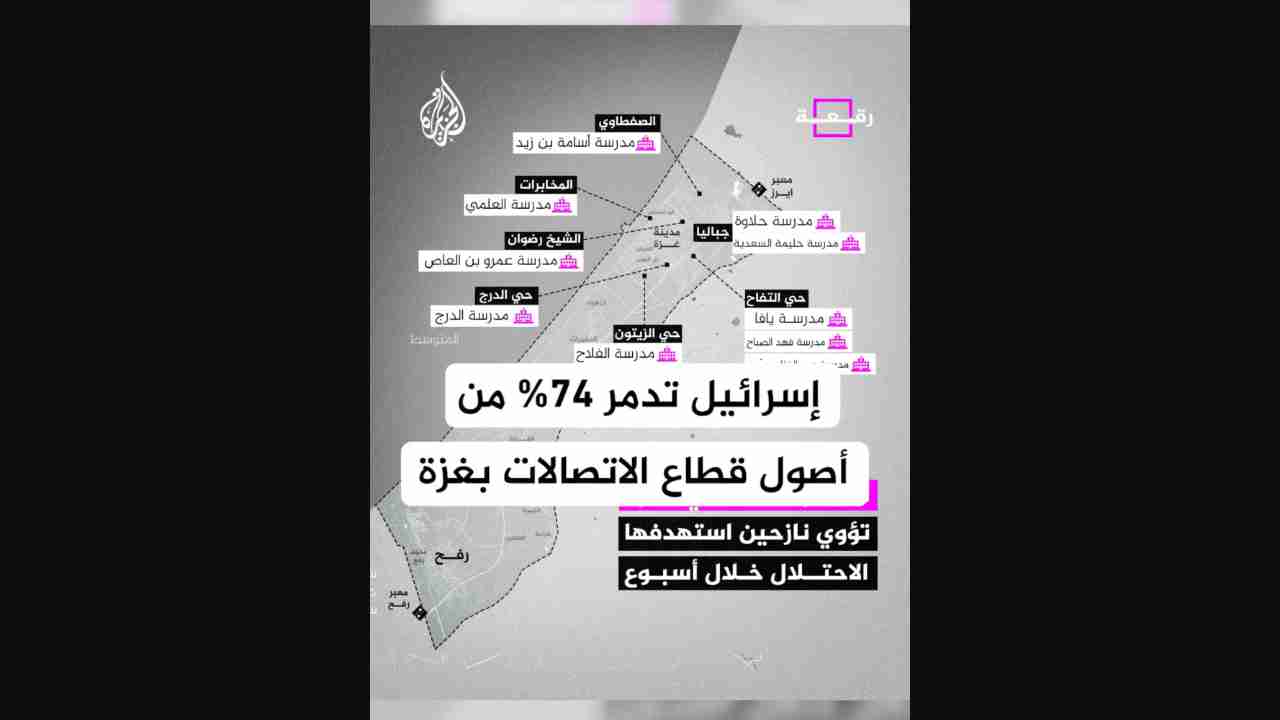 رقعة
الصفطاوي
مدرسة أسامة بن زيد
معبر
ايرز
المخابرات
مدرسة العلمي
مدرسة حلاوة
جباليا
مدينة
غزة
الشيخ رضوان
مدرسة حليمة السعدية
مدرسة عمرو بن العاص
حي الدرج
مدرسة الدرج
حي التفاح
مدرسة يافا
مدرسة فهد الصباح
حي الزيتون
مدرسة الفلاح
المتوسط
إسرائيل تدمر 74% من
أصول قطاع الاتصالات بغزة
تؤوي نازحين استهدفها
الاحتلال خلال أسبوع
رفح
معبر
رفح